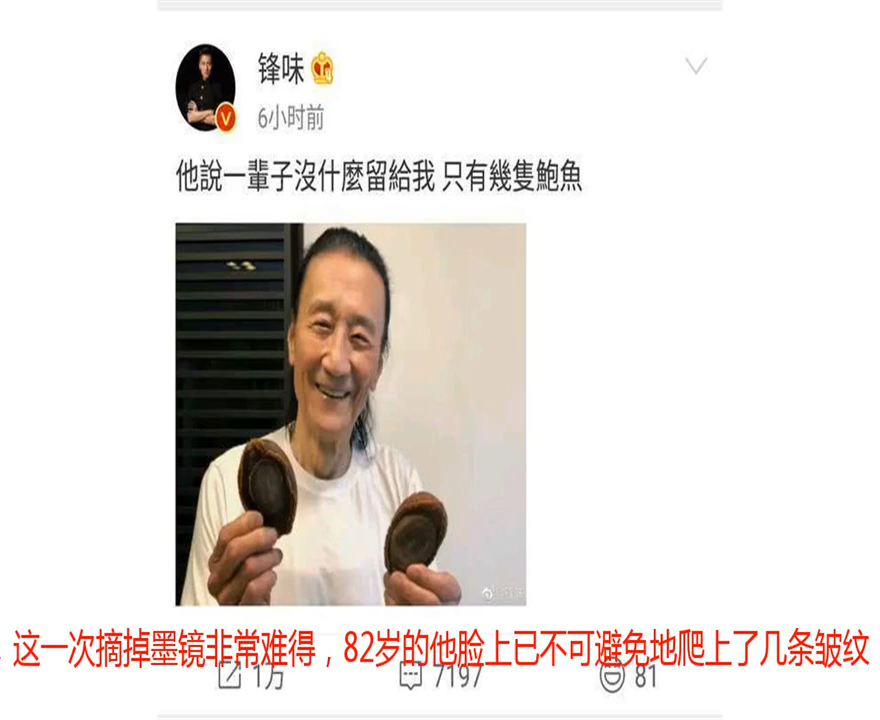 锋味
6小时前
他說一輩子沒什麼留給我 只有幾隻鮑魚
这一次摘掉墨镜非常难得，82岁的他脸上已不可避免地爬上了几条皱纹
1万
7197
81